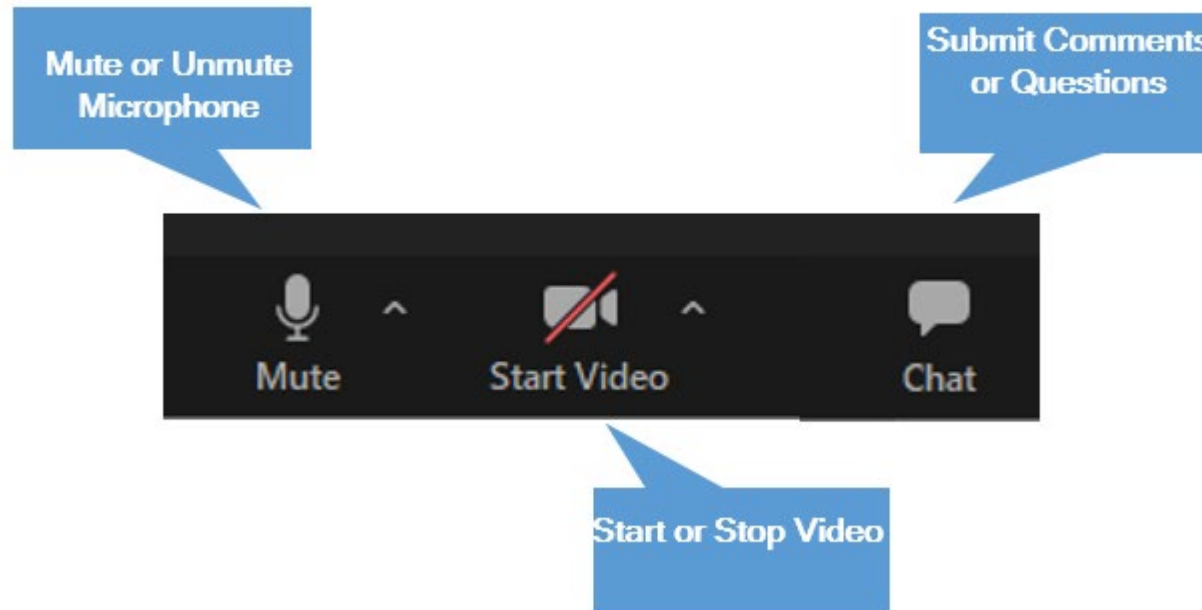 Mute or Unmute
Microphone
Submit Comments
or Questions
Mute
Start Video
Chat
Start or Stop Video